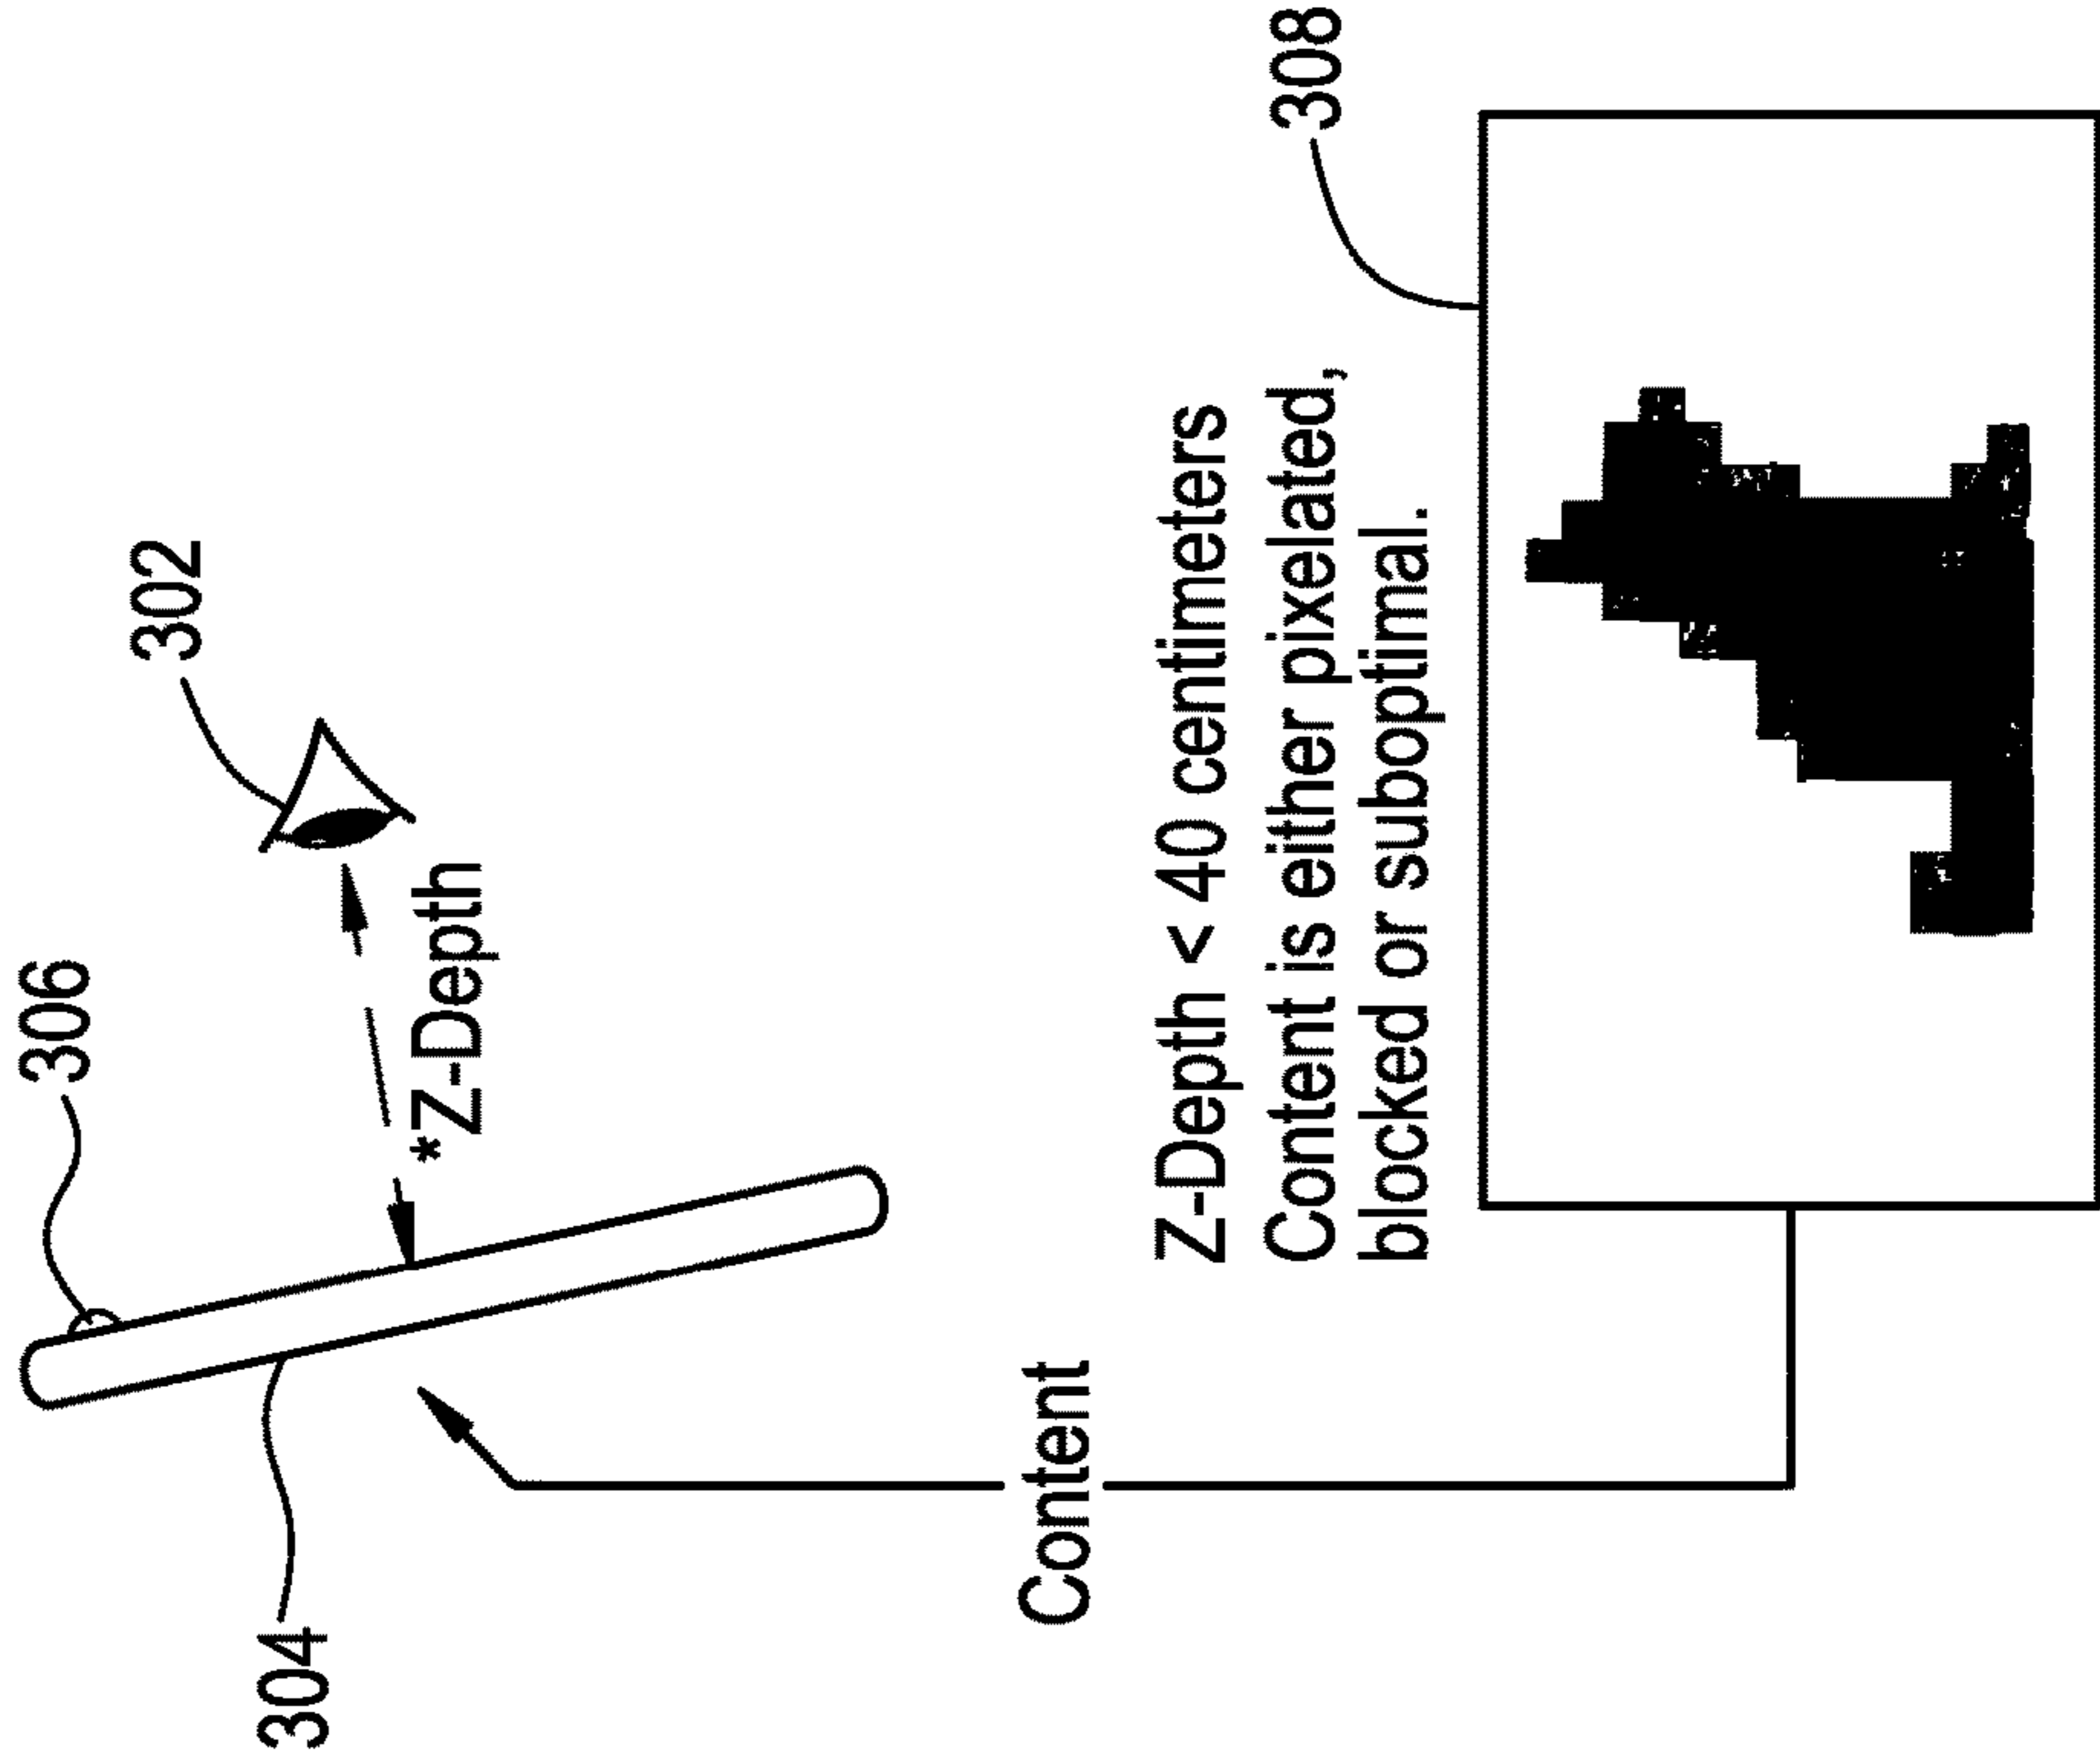 304
306
302
*Z-Depth
Content
Z-Depth < 40 centimeters
Content is either pixelated,
blocked or suboptimal.
308